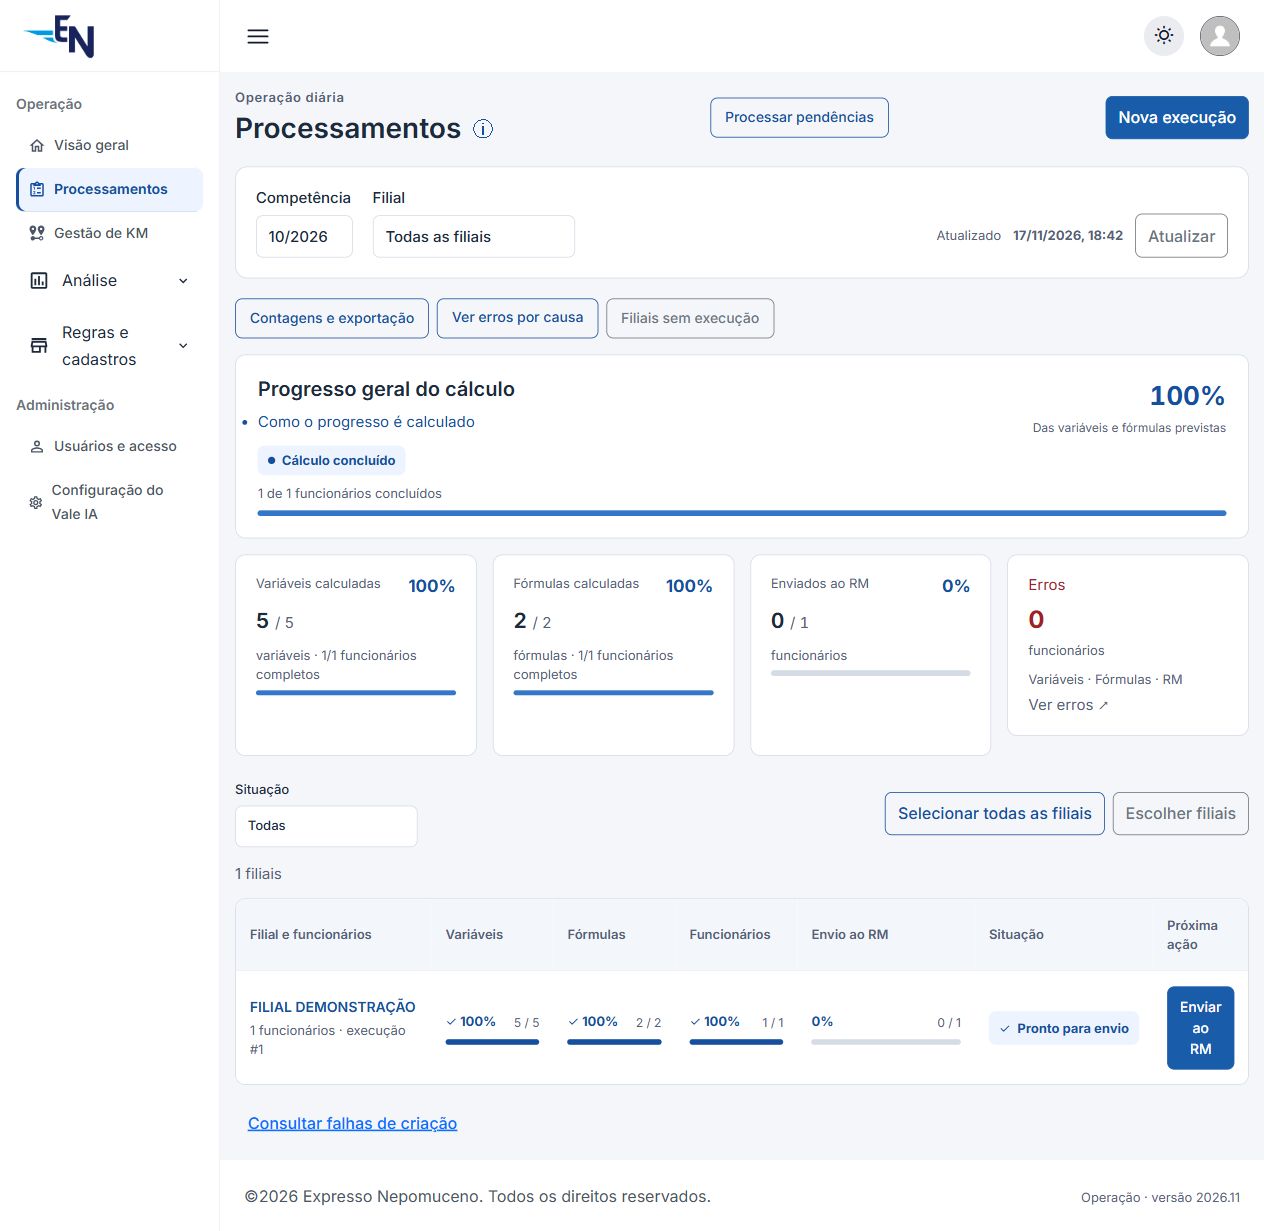 EN
Operação
Visão geral
Processamentos
Gestão de KM
Análise
Regras e
cadastros
Administração
Usuários e acesso
Configuração do
Vale IA
Operação diária
Processamentos
Processar pendências
Nova execução
Competência
Filial
10/2026
Todas as filiais
Atualizado 17/11/2026, 18:42
Atualizar
Contagens e exportação
Ver erros por causa
Filiais sem execução
Progresso geral do cálculo
100%
• Como o progresso é calculado
Das variáveis e fórmulas previstas
Cálculo concluído
1 de 1 funcionários concluídos
Variáveis calculadas 100%
5 / 5
variáveis · 1/1 funcionários
completos
Fórmulas calculadas 100%
2 / 2
fórmulas · 1/1 funcionários
completos
Enviados ao RM 0%
0 / 1
funcionários
Erros
0
funcionários
Variáveis · Fórmulas · RM
Ver erros ↗
Situação
Todas
Selecionar todas as filiais
Escolher filiais
1 filiais
Filial e funcionários
Variáveis
Fórmulas
Funcionários
Envio ao RM
Situação
Próxima
ação
FILIAL DEMONSTRAÇÃO
1 funcionários · execução
#1
✓ 100% 5 / 5
✓ 100% 2 / 2
✓ 100% 1 / 1
0% 0 / 1
✓ Pronto para envio
Enviar
ao
RM
Consultar falhas de criação
©2026 Expresso Nepomuceno. Todos os direitos reservados.
Operação · versão 2026.11